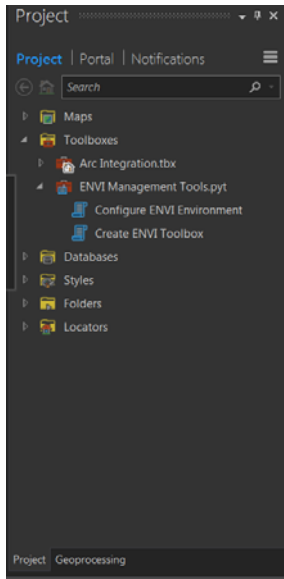 Project
Project Portal Notifications
Search
Maps
Toolboxes
Arc Integration.tbx
ENVI Management Tools.pyt
Configure ENVI Environment
Create ENVI Toolbox
Databases
Styles
Folders
Locators
Project Geoprocessing